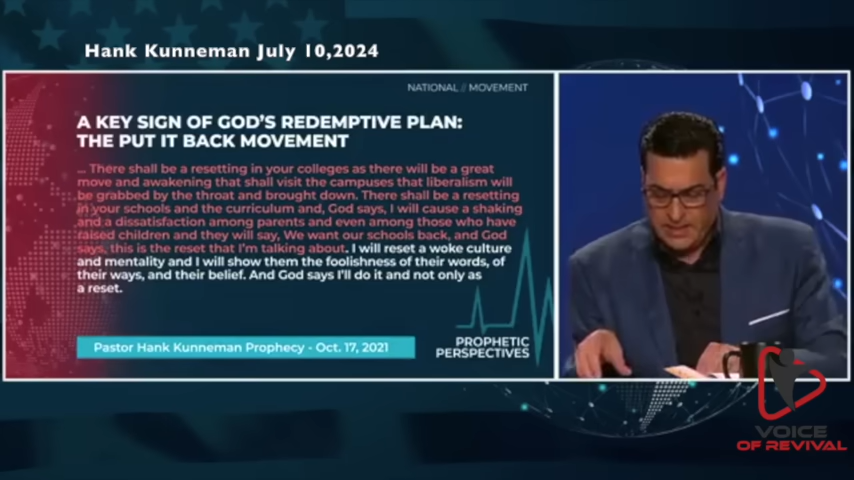 Hank Kunneman July 10,2024
NATIONAL // MOVEMENT
A KEY SIGN OF GOD'S REDEMPTIVE PLAN:
THE PUT IT BACK MOVEMENT
... There shall be a resetting in your colleges as there will be a great
move and awakening that shall visit the campuses that liberalism will
be grabbed by the throat and brought down. There shall be a resetting
in your schools and the curriculum and, God says, I will cause a shaking
and a dissatisfaction among parents and even among those who have
raised children and they will say, We want our schools back, and God
says, this is the reset that I'm talking about. I will reset a woke culture
and mentality and I will show them the foolishness of their words, of
their ways, and their belief. And God says I'll do it and not only as
a reset.
Pastor Hank Kunneman Prophecy - Oct. 17, 2021
PROPHETIC
PERSPECTIVES
VOICE
OF REVIVAL